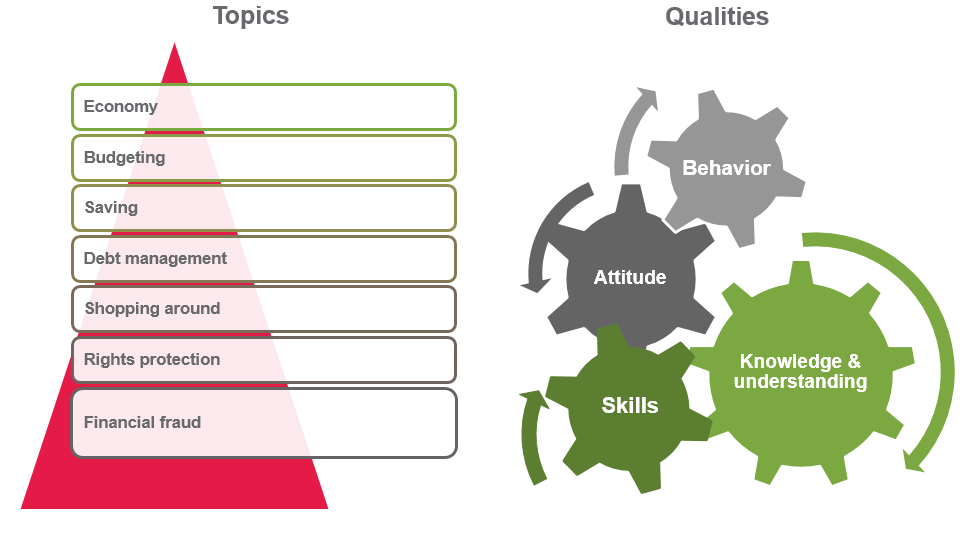 Topics
Economy
Budgeting
Saving
Debt management
Shopping around
Rights protection
Financial fraud
Qualities
Behavior
Attitude
Knowledge &
understanding
Skills